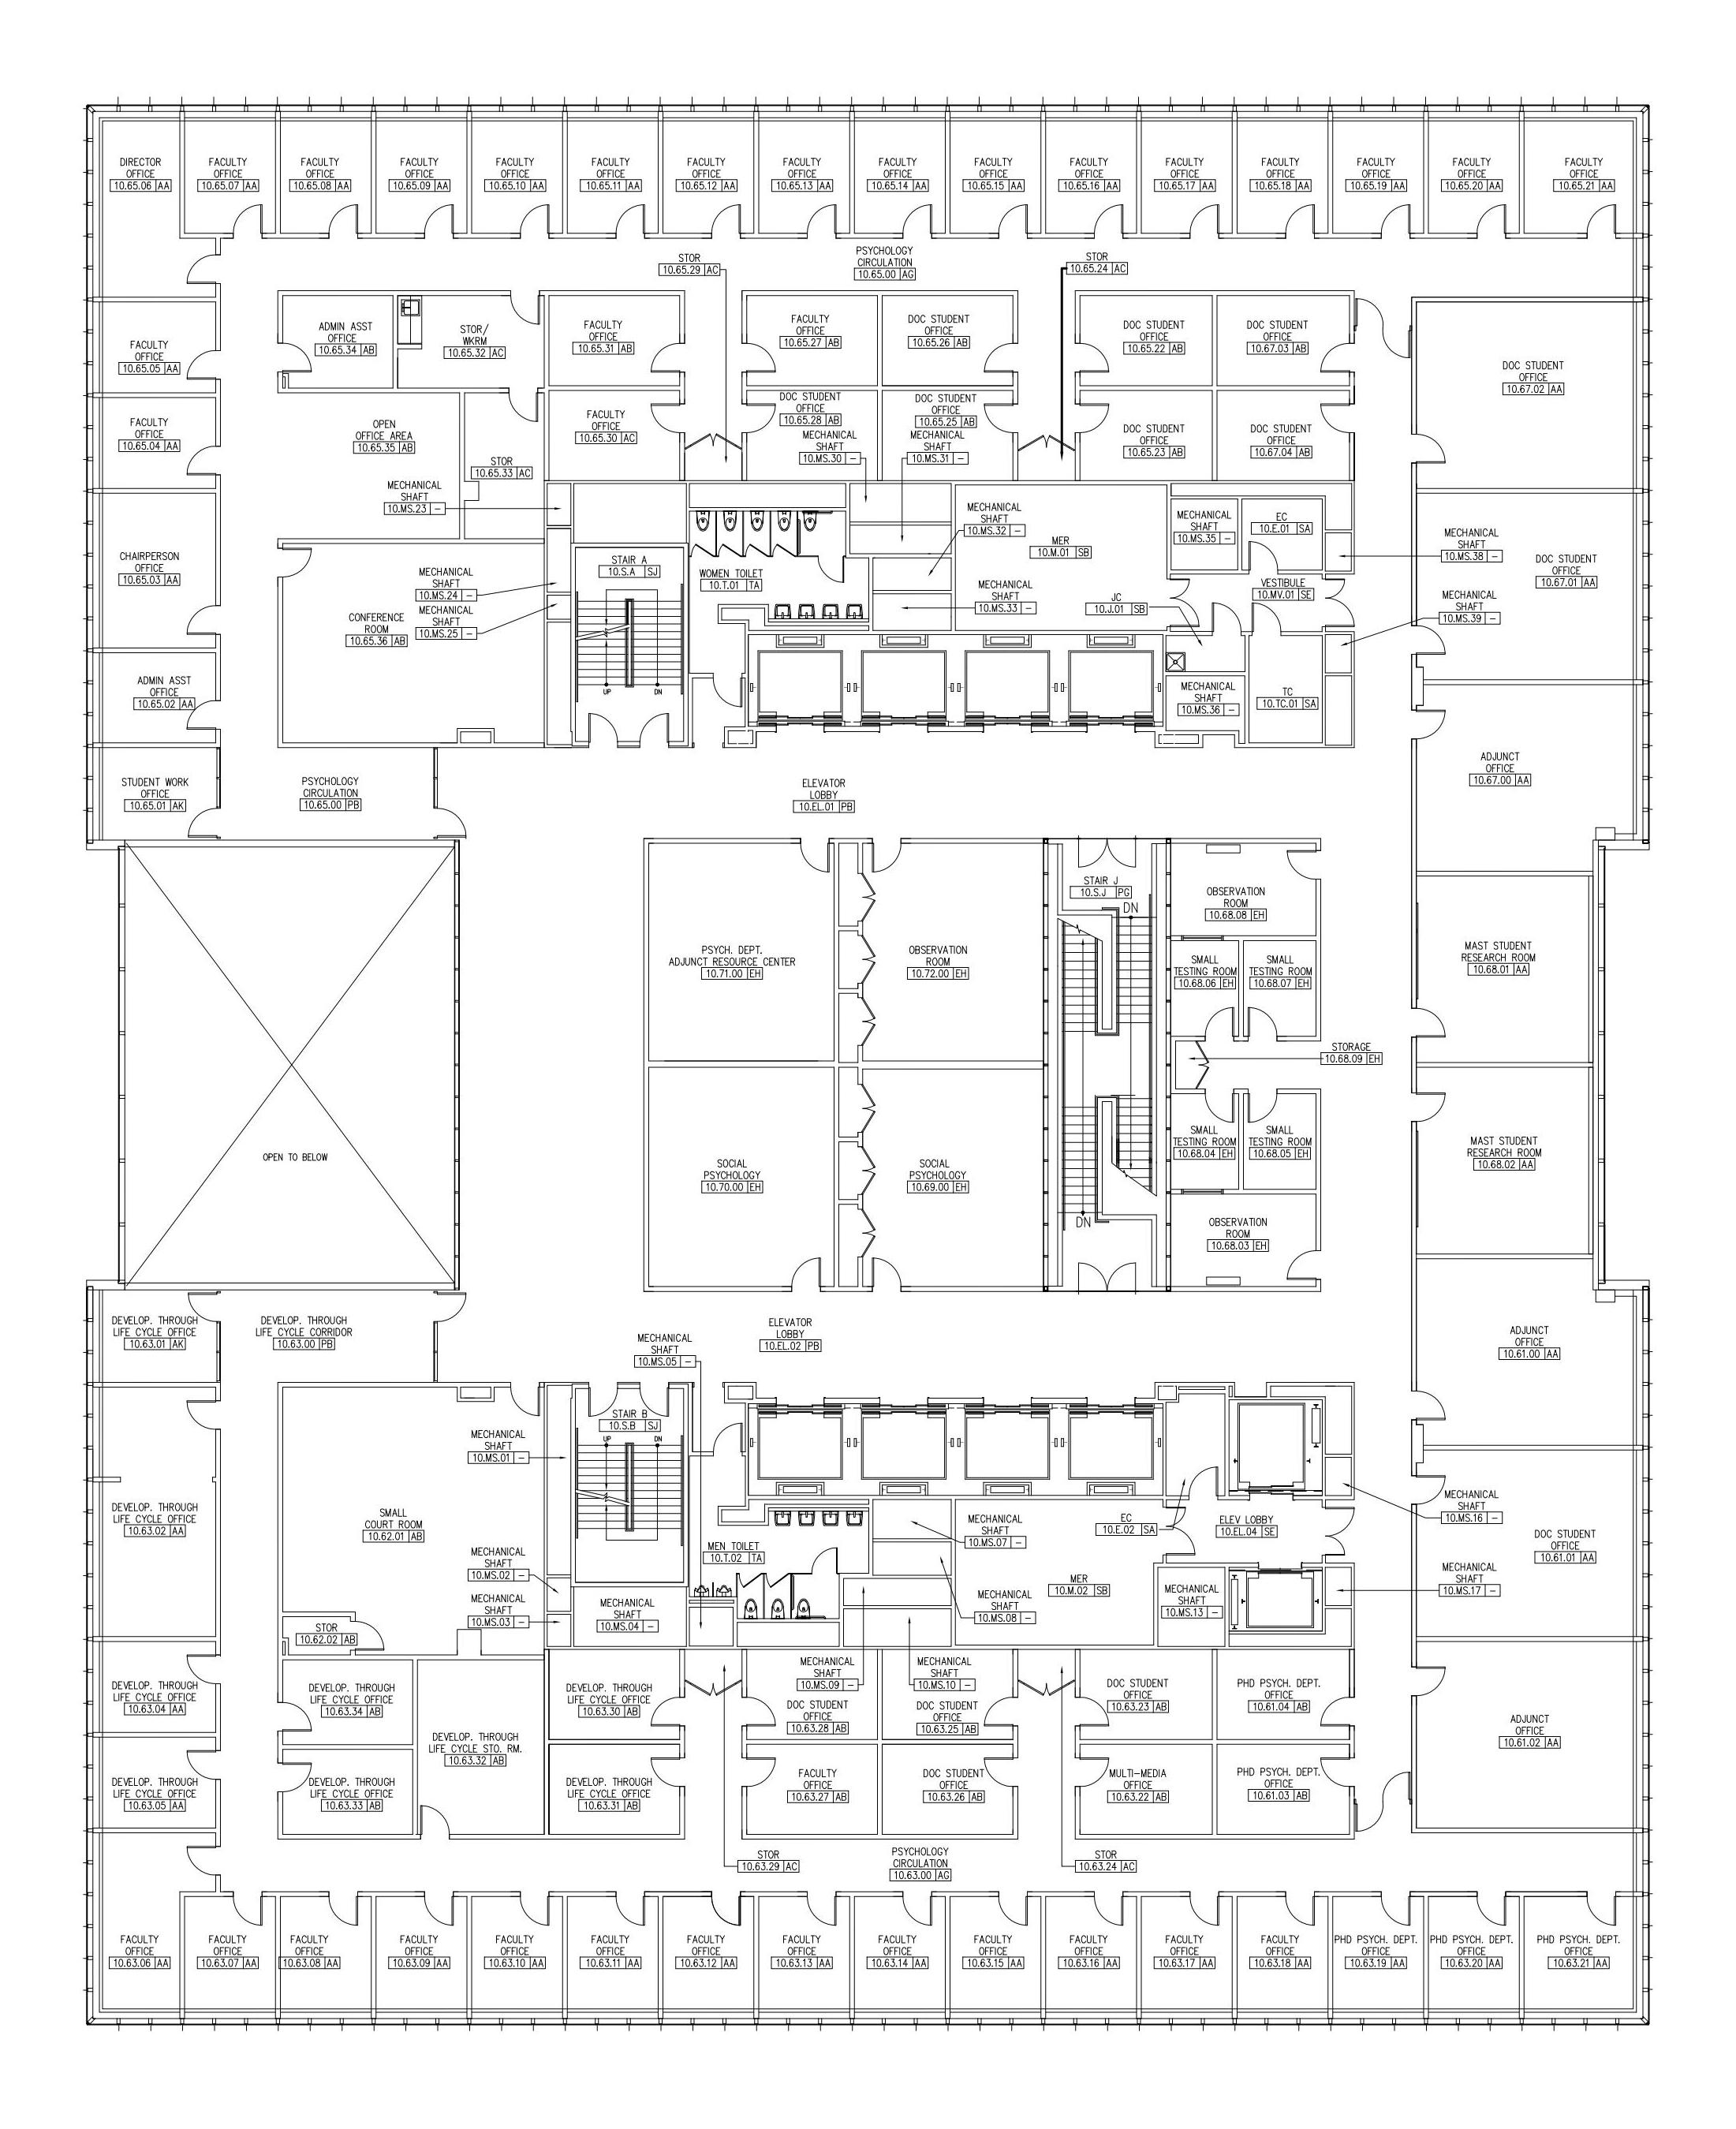 DIRECTOR
OFFICE
10.65.06 AA
FACULTY
OFFICE
10.65.07 AA
FACULTY
OFFICE
10.65.08 AA
FACULTY
OFFICE
10.65.09 AA
FACULTY
OFFICE
10.65.10 AA
FACULTY
OFFICE
10.65.11 AA
FACULTY
OFFICE
10.65.12 AA
FACULTY
OFFICE
10.65.13 AA
FACULTY
OFFICE
10.65.14 AA
FACULTY
OFFICE
10.65.15 AA
FACULTY
OFFICE
10.65.16 AA
FACULTY
OFFICE
10.65.17 AA
FACULTY
OFFICE
10.65.18 AA
FACULTY
OFFICE
10.65.19 AA
FACULTY
OFFICE
10.65.20 AA
FACULTY
OFFICE
10.65.21 AA
STOR
10.65.29 AC
PSYCHOLOGY
CIRCULATION
10.65.00 AG
STOR
10.65.24 AC
FACULTY
OFFICE
10.65.05 AA
ADMIN ASST
OFFICE
10.65.34 AB
STOR/
WKRM
10.65.32 AC
FACULTY
OFFICE
10.65.31 AB
FACULTY
OFFICE
10.65.27 AB
DOC STUDENT
OFFICE
10.65.26 AB
DOC STUDENT
OFFICE
10.65.22 AB
DOC STUDENT
OFFICE
10.67.03 AB
DOC STUDENT
OFFICE
10.67.02 AA
FACULTY
OFFICE
10.65.04 AA
OPEN
OFFICE AREA
10.65.35 AB
STOR
10.65.33 AC
FACULTY
OFFICE
10.65.30 AC
DOC STUDENT
OFFICE
10.65.28 AB
DOC STUDENT
OFFICE
10.65.25 AB
DOC STUDENT
OFFICE
10.65.23 AB
DOC STUDENT
OFFICE
10.67.04 AB
MECHANICAL
SHAFT
10.MS.30 -
MECHANICAL
SHAFT
10.MS.31 -
MECHANICAL
SHAFT
10.MS.23 -
MECHANICAL
SHAFT
10.MS.32 -
MER
10.M.01 SB
MECHANICAL
SHAFT
10.MS.35 -
EC
10.E.01 SA
MECHANICAL
SHAFT
10.MS.38 -
DOC STUDENT
OFFICE
10.67.01 AA
CHAIRPERSON
OFFICE
10.65.03 AA
MECHANICAL
SHAFT
10.MS.24 -
STAIR A
10.S.A SJ
WOMEN TOILET
10.T.01 TA
MECHANICAL
SHAFT
10.MS.33 -
JC
10.J.01 SB
VESTIBULE
10.MV.01 SE
MECHANICAL
SHAFT
10.MS.39 -
CONFERENCE
ROOM
10.65.36 AB
MECHANICAL
SHAFT
10.MS.25 -
UP
DN
ADMIN ASST
OFFICE
10.65.02 AA
MECHANICAL
SHAFT
10.MS.36 -
TC
10.TC.01 SA
ADJUNCT
OFFICE
10.67.00 AA
STUDENT WORK
OFFICE
10.65.01 AK
PSYCHOLOGY
CIRCULATION
10.65.00 PB
ELEVATOR
LOBBY
10.EL.01 PB
STAIR J
10.S.J PG
DN
OBSERVATION
ROOM
10.68.08 EH
PSYCH. DEPT.
ADJUNCT RESOURCE CENTER
10.71.00 EH
OBSERVATION
ROOM
10.72.00 EH
SMALL
TESTING ROOM
10.68.06 EH
SMALL
TESTING ROOM
10.68.07 EH
MAST STUDENT
RESEARCH ROOM
10.68.01 AA
STORAGE
10.68.09 EH
OPEN TO BELOW
SOCIAL
PSYCHOLOGY
10.70.00 EH
SOCIAL
PSYCHOLOGY
10.69.00 EH
SMALL
TESTING ROOM
10.68.04 EH
SMALL
TESTING ROOM
10.68.05 EH
MAST STUDENT
RESEARCH ROOM
10.68.02 AA
DN
OBSERVATION
ROOM
10.68.03 EH
DEVELOP. THROUGH
LIFE CYCLE OFFICE
10.63.01 AK
DEVELOP. THROUGH
LIFE CYCLE CORRIDOR
10.63.00 PB
MECHANICAL
SHAFT
10.MS.05 -
ELEVATOR
LOBBY
10.EL.02 PB
ADJUNCT
OFFICE
10.61.00 AA
STAIR B
10.S.B SJ
UP
DN
MECHANICAL
SHAFT
10.MS.01 -
DEVELOP. THROUGH
LIFE CYCLE OFFICE
10.63.02 AA
SMALL
COURT ROOM
10.62.01 AB
MECHANICAL
SHAFT
10.MS.02 -
MEN TOILET
10.T.02 TA
MECHANICAL
SHAFT
10.MS.07 -
EC
10.E.02 SA
ELEV LOBBY
10.EL.04 SE
MECHANICAL
SHAFT
10.MS.16 -
DOC STUDENT
OFFICE
10.61.01 AA
MER
10.M.02 SB
MECHANICAL
SHAFT
10.MS.13 -
MECHANICAL
SHAFT
10.MS.17 -
STOR
10.62.02 AB
MECHANICAL
SHAFT
10.MS.03 -
MECHANICAL
SHAFT
10.MS.04 -
MECHANICAL
SHAFT
10.MS.08 -
DEVELOP. THROUGH
LIFE CYCLE OFFICE
10.63.04 AA
DEVELOP. THROUGH
LIFE CYCLE OFFICE
10.63.34 AB
DEVELOP. THROUGH
LIFE CYCLE OFFICE
10.63.30 AB
MECHANICAL
SHAFT
10.MS.09 -
MECHANICAL
SHAFT
10.MS.10 -
DOC STUDENT
OFFICE
10.63.28 AB
DOC STUDENT
OFFICE
10.63.25 AB
DOC STUDENT
OFFICE
10.63.23 AB
PHD PSYCH. DEPT.
OFFICE
10.61.04 AB
ADJUNCT
OFFICE
10.61.02 AA
DEVELOP. THROUGH
LIFE CYCLE STO. RM.
10.63.32 AB
DEVELOP. THROUGH
LIFE CYCLE OFFICE
10.63.05 AA
DEVELOP. THROUGH
LIFE CYCLE OFFICE
10.63.33 AB
DEVELOP. THROUGH
LIFE CYCLE OFFICE
10.63.31 AB
FACULTY
OFFICE
10.63.27 AB
DOC STUDENT
OFFICE
10.63.26 AB
MULTI-MEDIA
OFFICE
10.63.22 AB
PHD PSYCH. DEPT.
OFFICE
10.61.03 AB
STOR
10.63.29 AC
PSYCHOLOGY
CIRCULATION
10.63.00 AG
STOR
10.63.24 AC
FACULTY
OFFICE
10.63.06 AA
FACULTY
OFFICE
10.63.07 AA
FACULTY
OFFICE
10.63.08 AA
FACULTY
OFFICE
10.63.09 AA
FACULTY
OFFICE
10.63.10 AA
FACULTY
OFFICE
10.63.11 AA
FACULTY
OFFICE
10.63.12 AA
FACULTY
OFFICE
10.63.13 AA
FACULTY
OFFICE
10.63.14 AA
FACULTY
OFFICE
10.63.15 AA
FACULTY
OFFICE
10.63.16 AA
FACULTY
OFFICE
10.63.17 AA
FACULTY
OFFICE
10.63.18 AA
PHD PSYCH. DEPT.
OFFICE
10.63.19 AA
PHD PSYCH. DEPT.
OFFICE
10.63.20 AA
PHD PSYCH. DEPT.
OFFICE
10.63.21 AA